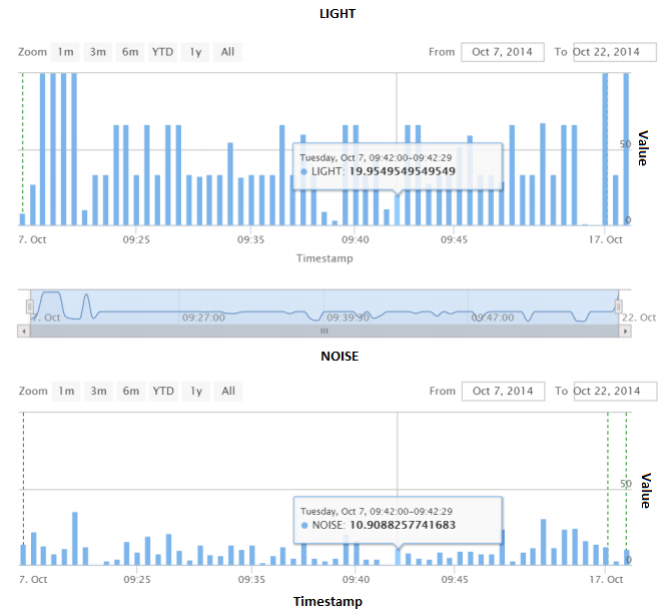 LIGHT
Zoom 1m 3m 6m YTD 1y All From Oct 7, 2014 To Oct 22, 2014
50
Value
Tuesday, Oct 7, 09:42:00–09:42:29
LIGHT: 19.9549549549549
0
7. Oct 09:25 09:35 09:40 09:45 17. Oct
Timestamp
7. Oct 09:27:00 09:39:30 09:47:00 22. Oct
NOISE
Zoom 1m 3m 6m YTD 1y All From Oct 7, 2014 To Oct 22, 2014
50
Value
Tuesday, Oct 7, 09:42:00–09:42:29
NOISE: 10.9088257741683
0
7. Oct 09:25 09:35 09:40 09:45 17. Oct
Timestamp